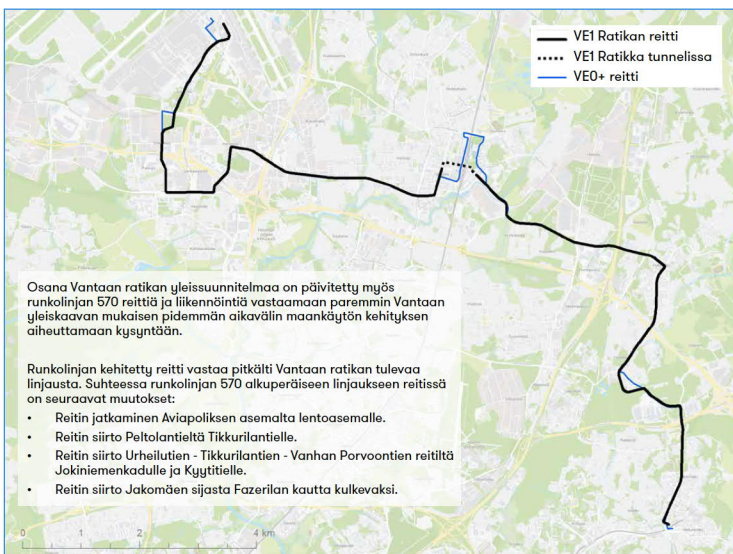 VE1 Ratikan reitti
VE1 Ratikka tunnelissa
VE0+ reitti
Osana Vantaan ratikan yleissuunnitelmaa on päivitetty myös
runkolinjan 570 reittiä ja liikennöintiä vastaamaan paremmin Vantaan
yleiskaavan mukaisen pidemmän aikavälin maankäytön kehityksen
aiheuttamaan kysyntään.
Runkolinjan kehitetty reitti vastaa pitkälti Vantaan ratikan tulevaa
linjausta. Suhteessa runkolinjan 570 alkuperäiseen linjaukseen reitissä
on seuraavat muutokset:
• Reitin jatkaminen Aviapoliksen asemalta lentoasemalle.
• Reitin siirto Peltolantieltä Tikkurilantielle.
• Reitin siirto Urheilutien - Tikkurilantien - Vanhan Porvoontien reitiltä
Jokiniemenkadulle ja Kyytitielle.
• Reitin siirto Jakomäen sijasta Fazerilan kautta kulkevaksi.
0 1 2 4 km